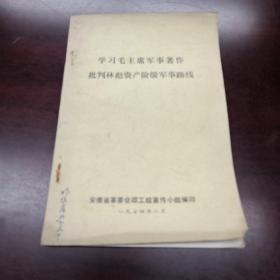 学习毛主席军事著作
批判林彪资产阶级军事路线
安徽省革委会政工组宣传小组编印
一九七四年八月